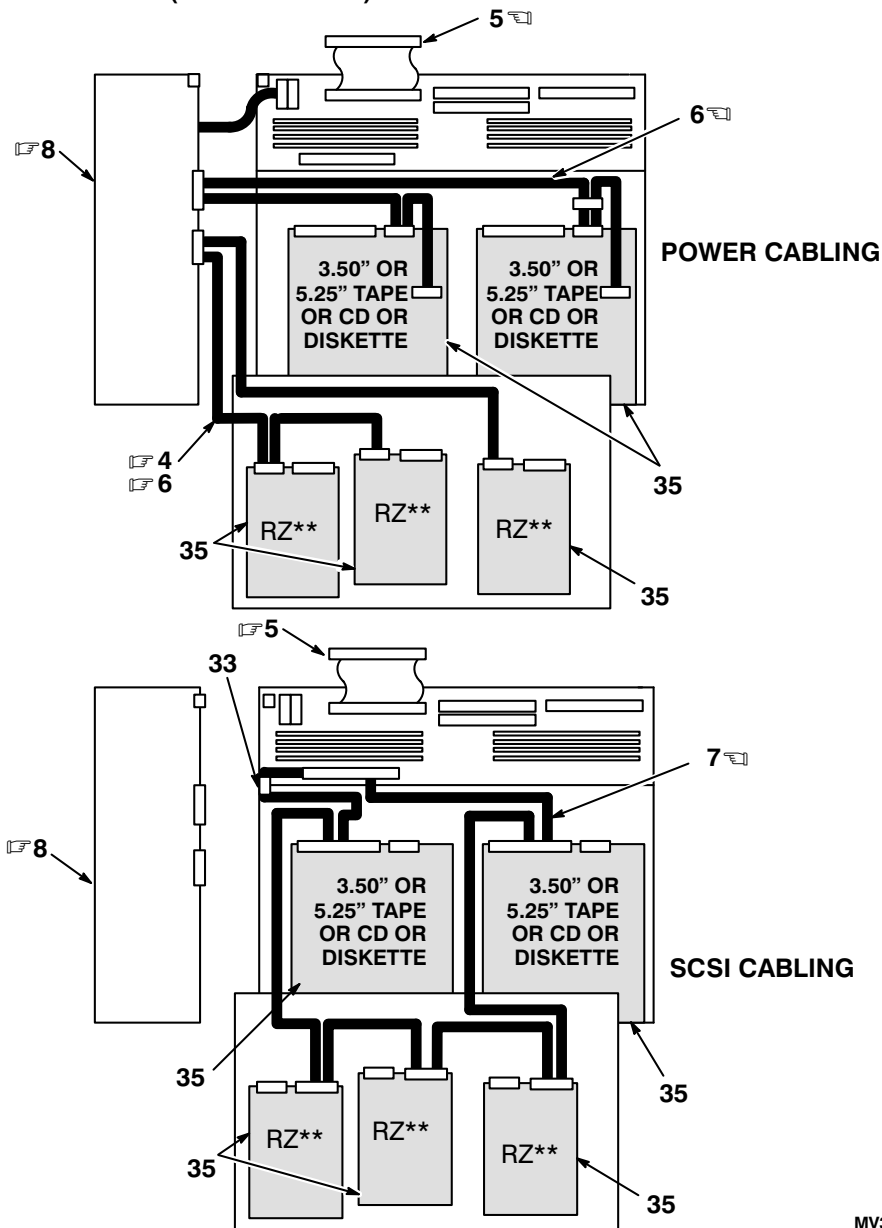 5☜
☞8
6☜
POWER CABLING
3.50” OR
5.25” TAPE
OR CD OR
DISKETTE
3.50” OR
5.25” TAPE
OR CD OR
DISKETTE
☞4
☞6
35
RZ**
RZ**
RZ**
35
35
☞5
33
7☜
☞8
3.50” OR
5.25” TAPE
OR CD OR
DISKETTE
3.50” OR
5.25” TAPE
OR CD OR
DISKETTE
SCSI CABLING
35
35
RZ**
RZ**
RZ**
35
35